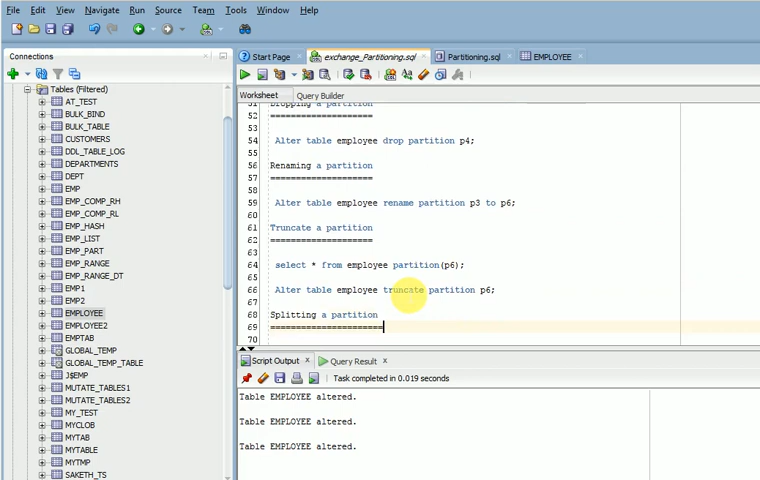 File Edit View Navigate Run Source Team Tools Window Help
Connections
Start Page
exchange_Partitioning.sql
Partitioning.sql
EMPLOYEE
Worksheet Query Builder
Tables (Filtered)
AT_TEST
BULK_BIND
BULK_TABLE
CUSTOMERS
DDL_TABLE_LOG
DEPARTMENTS
DEPT
EMP
EMP_COMP_RH
EMP_COMP_RL
EMP_HASH
EMP_LIST
EMP_PART
EMP_RANGE
EMP_RANGE_DT
EMP1
EMP2
EMPLOYEE
EMPLOYEE2
EMPTAB
GLOBAL_TEMP
GLOBAL_TEMP_TABLE
J$EMP
MUTATE_TABLES1
MUTATE_TABLES2
MY_TEST
MYCLOB
MYTAB
MYTABLE
MYTMP
SAKETH_TS
51 Dropping a partition
52 ====================
53
54 Alter table employee drop partition p4;
55
56 Renaming a partition
57 ====================
58
59 Alter table employee rename partition p3 to p6;
60
61 Truncate a partition
62 ====================
63
64 select * from employee partition(p6);
65
66 Alter table employee truncate partition p6;
67
68 Splitting a partition
69 ======================
70
Script Output Query Result
Task completed in 0.019 seconds
Table EMPLOYEE altered.
Table EMPLOYEE altered.
Table EMPLOYEE altered.